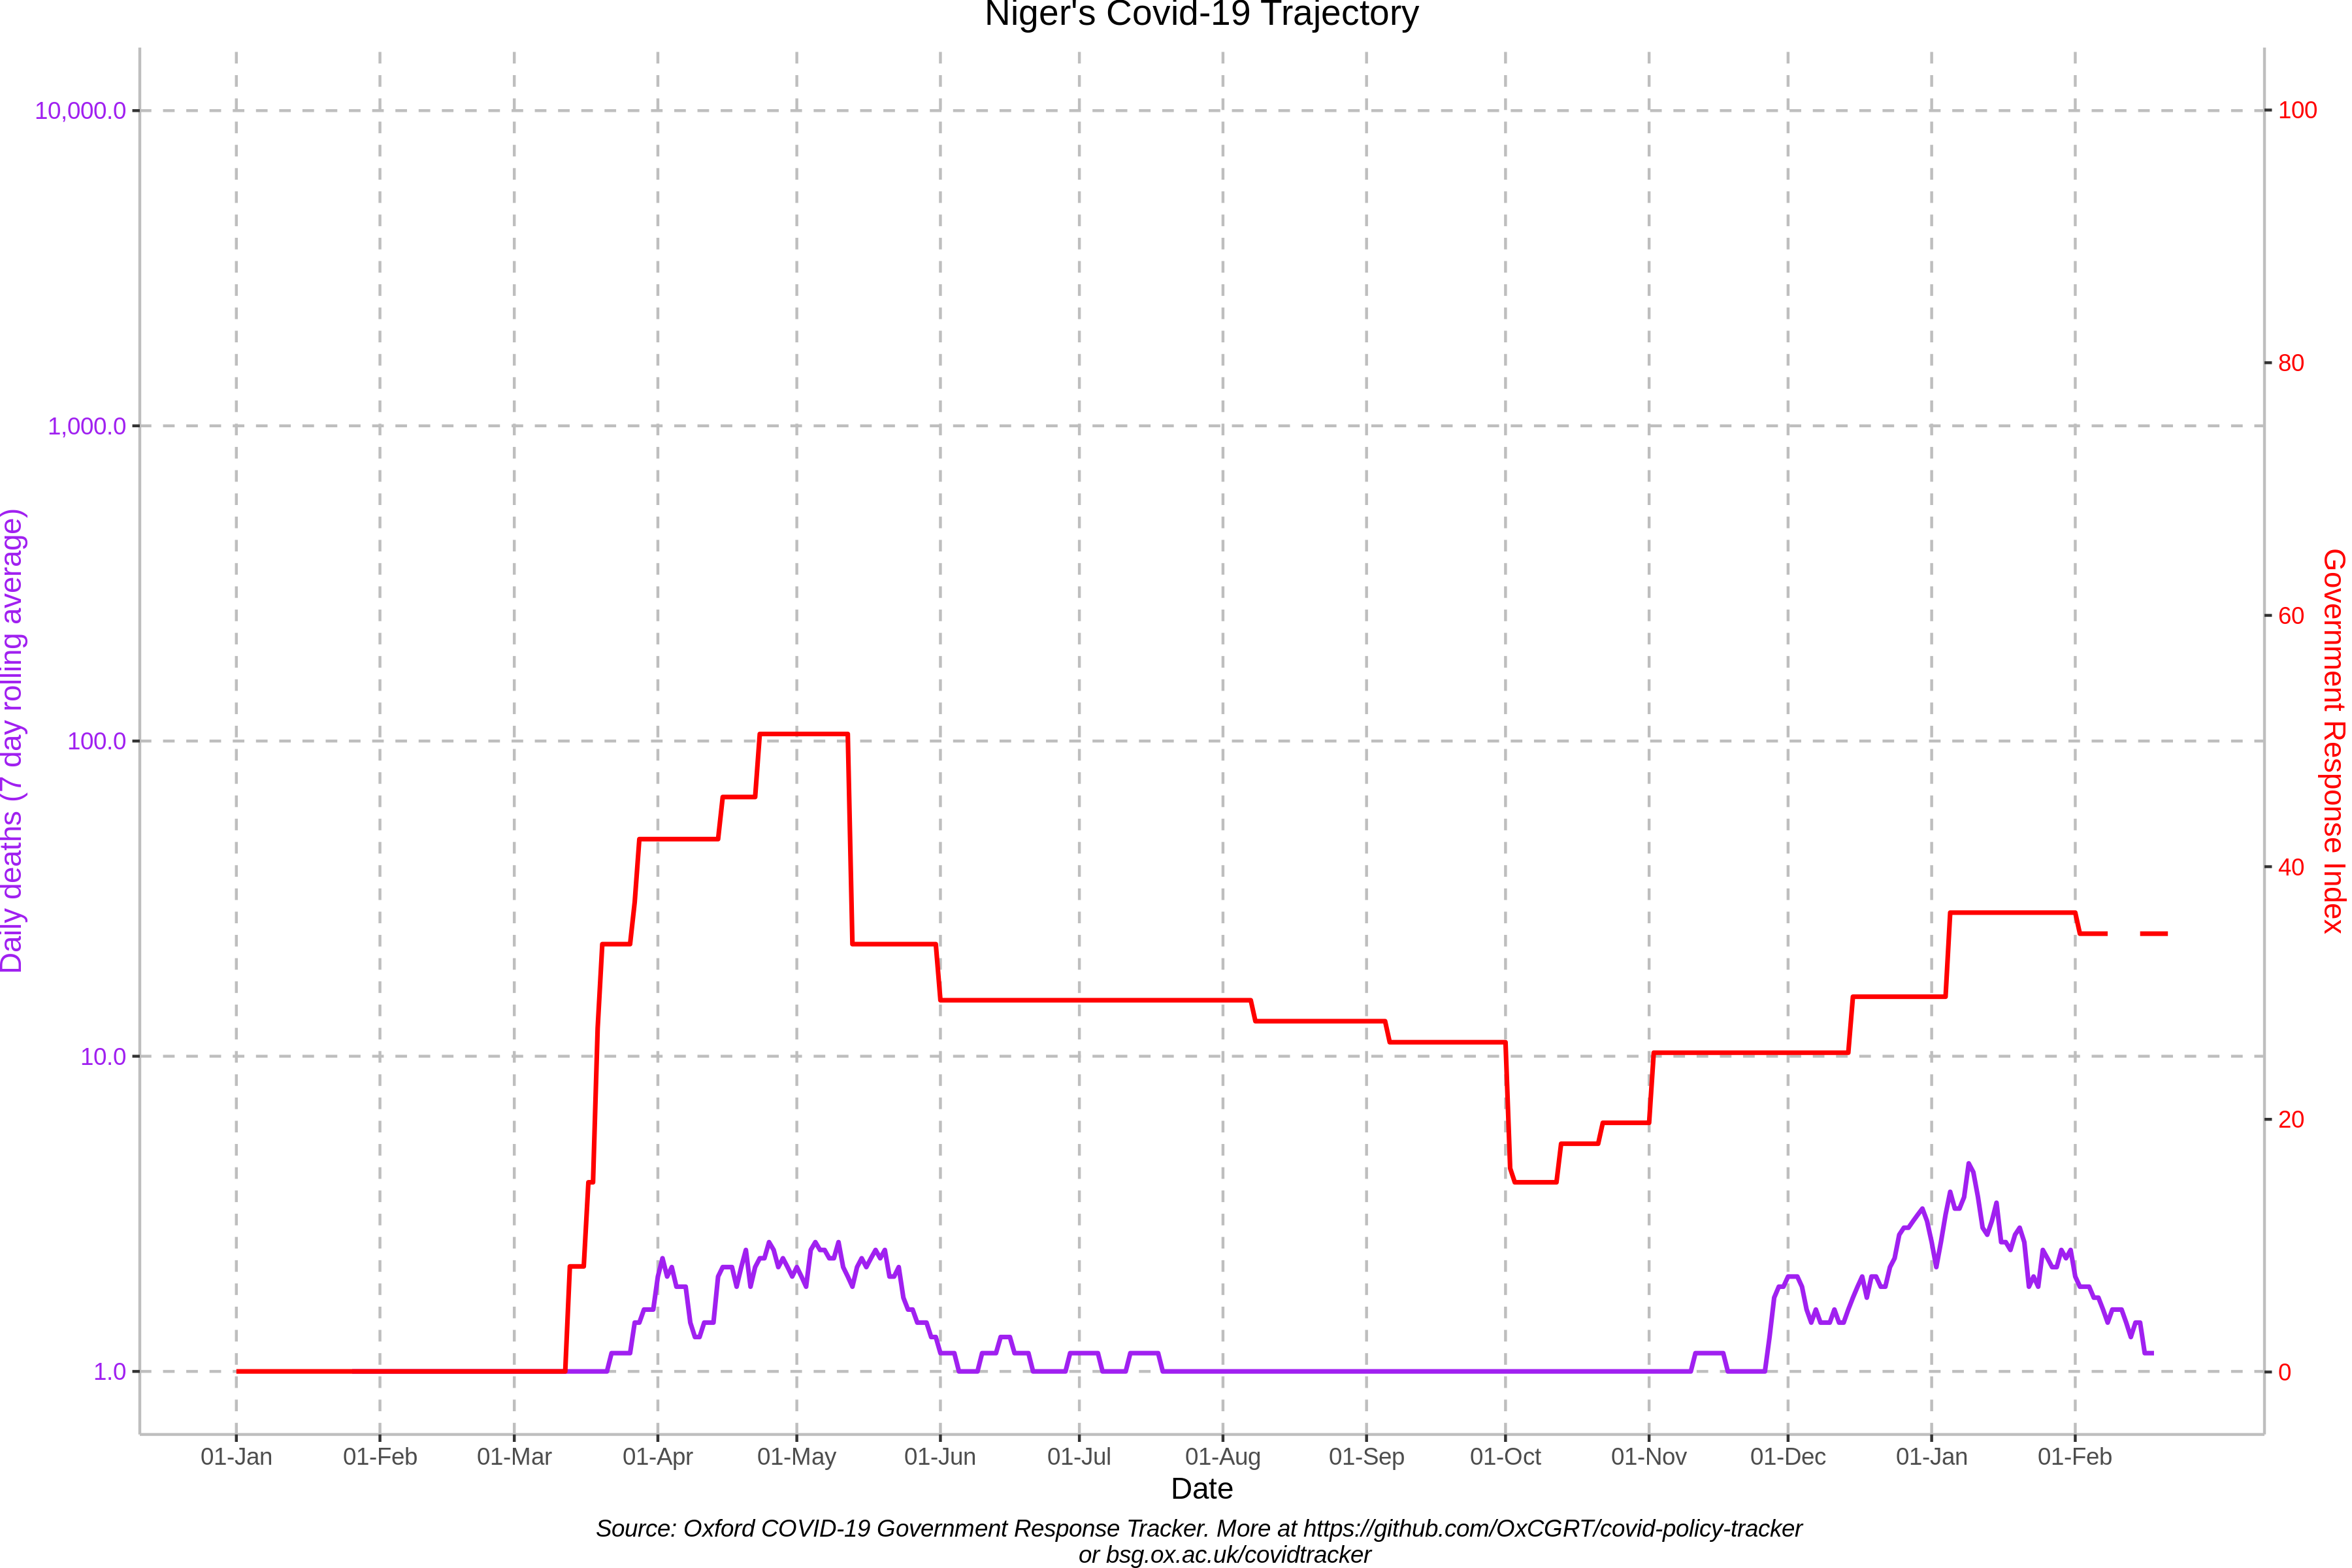 Niger's Covid-19 Trajectory
10,000.0
1,000.0
100.0
10.0
1.0
Daily deaths (7 day rolling average)
100
80
60
40
20
0
Government Response Index
01-Jan 01-Feb 01-Mar 01-Apr 01-May 01-Jun 01-Jul 01-Aug 01-Sep 01-Oct 01-Nov 01-Dec 01-Jan 01-Feb
Date
Source: Oxford COVID-19 Government Response Tracker. More at https://github.com/OxCGRT/covid-policy-tracker
or bsg.ox.ac.uk/covidtracker